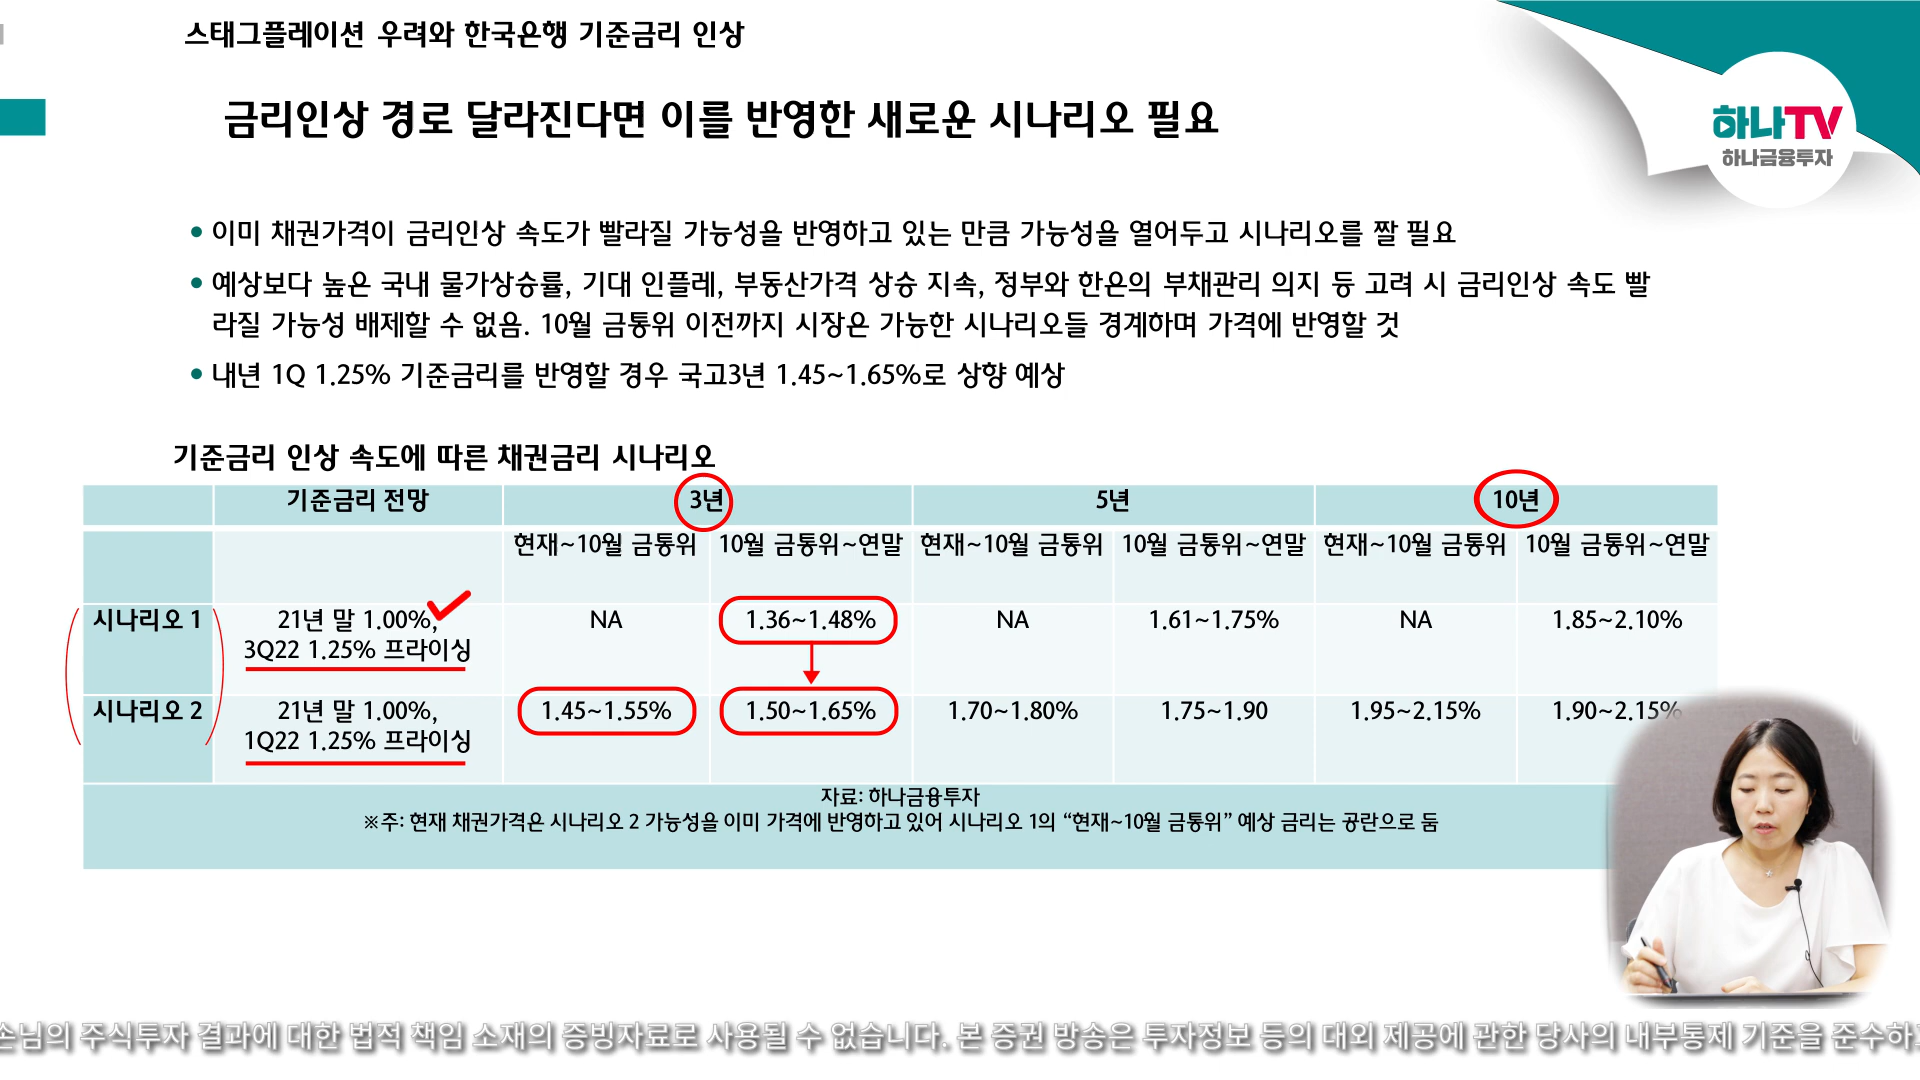 스태그플레이션 우려와 한국은행 기준금리 인상
금리인상 경로 달라진다면 이를 반영한 새로운 시나리오 필요
하나TV
하나금융투자
• 이미 채권가격이 금리인상 속도가 빨라질 가능성을 반영하고 있는 만큼 가능성을 열어두고 시나리오를 짤 필요
• 예상보다 높은 국내 물가상승률, 기대 인플레, 부동산가격 상승 지속, 정부와 한은의 부채관리 의지 등 고려 시 금리인상 속도 빨
라질 가능성 배제할 수 없음. 10월 금통위 이전까지 시장은 가능한 시나리오들 경계하며 가격에 반영할 것
• 내년 1Q 1.25% 기준금리를 반영할 경우 국고3년 1.45~1.65%로 상향 예상
기준금리 인상 속도에 따른 채권금리 시나리오
기준금리 전망 3년 5년 10년
현재~10월 금통위 10월 금통위~연말 현재~10월 금통위 10월 금통위~연말 현재~10월 금통위 10월 금통위~연말
시나리오 1 21년 말 1.00%, NA 1.36~1.48% NA 1.61~1.75% NA 1.85~2.10%
3Q22 1.25% 프라이싱
시나리오 2 21년 말 1.00%, 1.45~1.55% 1.50~1.65% 1.70~1.80% 1.75~1.90 1.95~2.15% 1.90~2.15%
1Q22 1.25% 프라이싱
자료: 하나금융투자
※주: 현재 채권가격은 시나리오 2 가능성을 이미 가격에 반영하고 있어 시나리오 1의 “현재~10월 금통위” 예상 금리는 공란으로 둠
손님의 주식투자 결과에 대한 법적 책임 소재의 증빙자료로 사용될 수 없습니다. 본 증권 방송은 투자정보 등의 대외 제공에 관한 당사의 내부통제 기준을 준수하